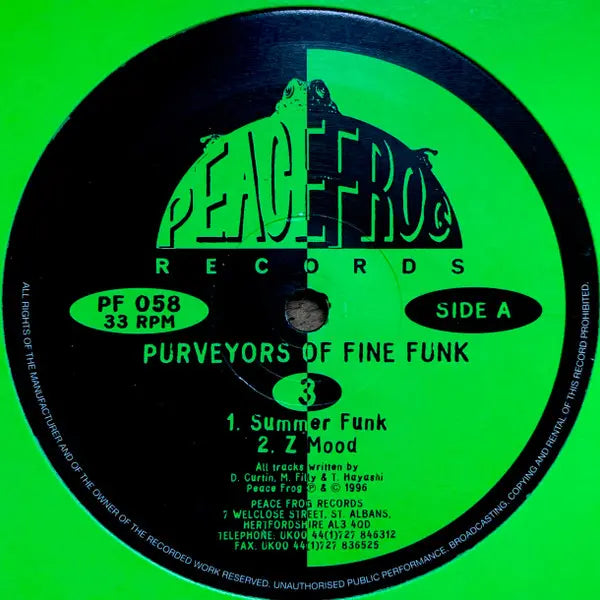 PEACEFROG
RECORDS
PF 058
33 RPM
SIDE A
PURVEYORS OF FINE FUNK
3
1. Summer Funk
2. Z Mood
All tracks written by
D. Curtin, M. Filly & T. Hayashi
Peace Frog ℗ & © 1996
PEACE FROG RECORDS
7 WELCLOSE STREET, ST. ALBANS,
HERTFORDSHIRE AL3 4QD
TELEPHONE: UK00 44(1)727 846312
FAX. UK00 44(1)727 836525
ALL RIGHTS OF THE MANUFACTURER AND OF THE OWNER OF THE RECORDED WORK RESERVED. UNAUTHORISED PUBLIC PERFORMANCE, BROADCASTING, COPYING AND RENTAL OF THIS RECORD PROHIBITED.